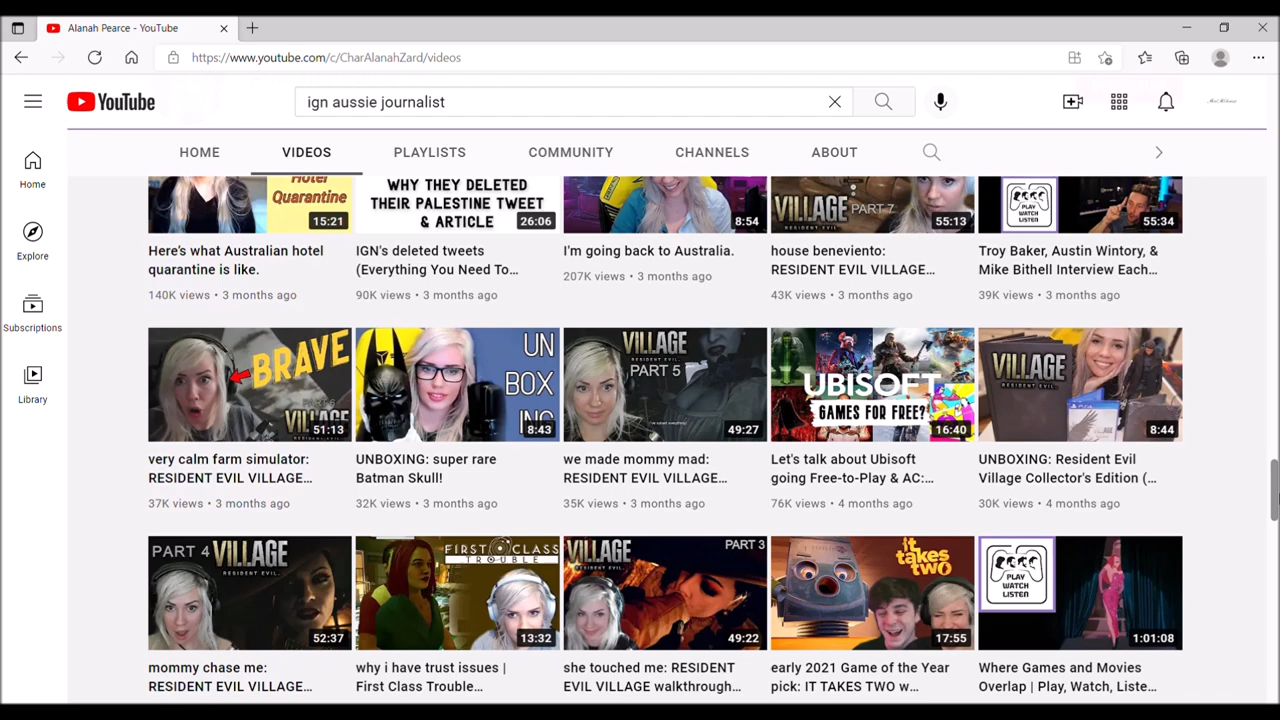 Alanah Pearce - YouTube
https://www.youtube.com/c/CharAlanahZard/videos
YouTube
ign aussie journalist
HOME VIDEOS PLAYLISTS COMMUNITY CHANNELS ABOUT
Home
Explore
Subscriptions
Library
Hotel
Quarantine
15:21
WHY THEY DELETED
THEIR PALESTINE TWEET
& ARTICLE
26:06
8:54
VILLAGE PART 7
55:13
PLAY
WATCH
LISTEN
55:34
Here's what Australian hotel
quarantine is like.
140K views • 3 months ago
IGN's deleted tweets
(Everything You Need To...
90K views • 3 months ago
I'm going back to Australia.
207K views • 3 months ago
house beneviento:
RESIDENT EVIL VILLAGE...
43K views • 3 months ago
Troy Baker, Austin Wintory, &
Mike Bithell Interview Each...
39K views • 3 months ago
BRAVE
VILLAGE
51:13
UN
BOX
ING
8:43
VILLAGE
RESIDENT EVIL
PART 5
49:27
UBISOFT
GAMES FOR FREE?
16:40
VILLAGE
RESIDENT EVIL
8:44
very calm farm simulator:
RESIDENT EVIL VILLAGE...
37K views • 3 months ago
UNBOXING: super rare
Batman Skull!
32K views • 3 months ago
we made mommy mad:
RESIDENT EVIL VILLAGE...
35K views • 3 months ago
Let's talk about Ubisoft
going Free-to-Play & AC:...
76K views • 4 months ago
UNBOXING: Resident Evil
Village Collector's Edition (...
30K views • 4 months ago
PART 4 VILLAGE
RESIDENT EVIL
52:37
FIRST CLASS
TROUBLE
13:32
VILLAGE
RESIDENT EVIL
PART 3
49:22
it
takes
two
17:55
PLAY
WATCH
LISTEN
1:01:08
mommy chase me:
RESIDENT EVIL VILLAGE...
why i have trust issues |
First Class Trouble...
she touched me: RESIDENT
EVIL VILLAGE walkthrough...
early 2021 Game of the Year
pick: IT TAKES TWO w...
Where Games and Movies
Overlap | Play, Watch, Liste...